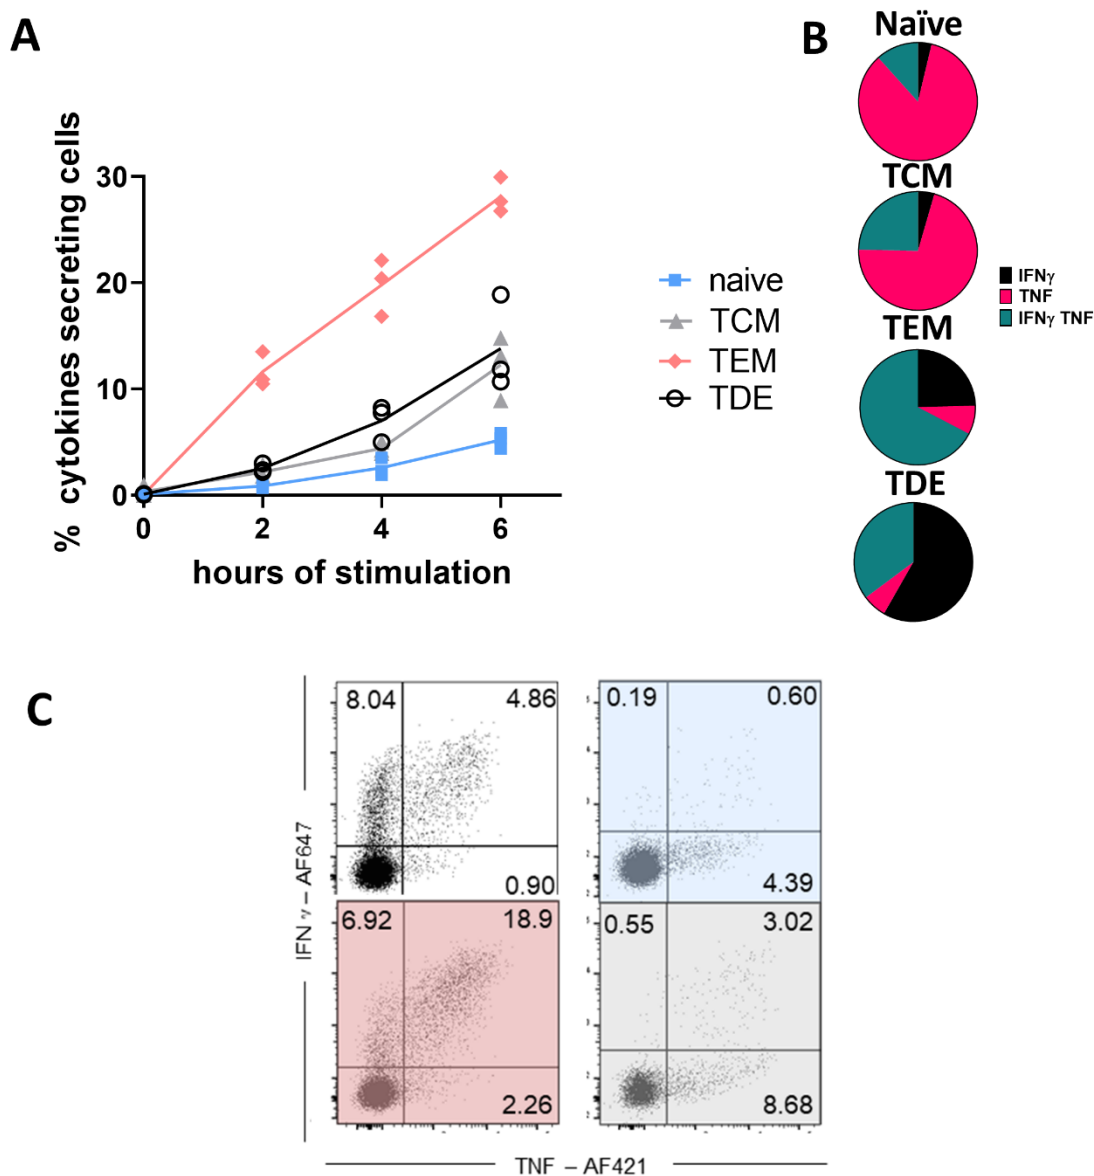 A
% cytokines secreting cells
30
20
10
0
0 2 4 6
hours of stimulation
naive
TCM
TEM
TDE
B
Naïve
TCM
TEM
TDE
IFNγ
TNF
IFNγ TNF
C
IFN γ – AF647
8.04 4.86
0.90
0.19 0.60
4.39
6.92 18.9
2.26
0.55 3.02
8.68
TNF – AF421